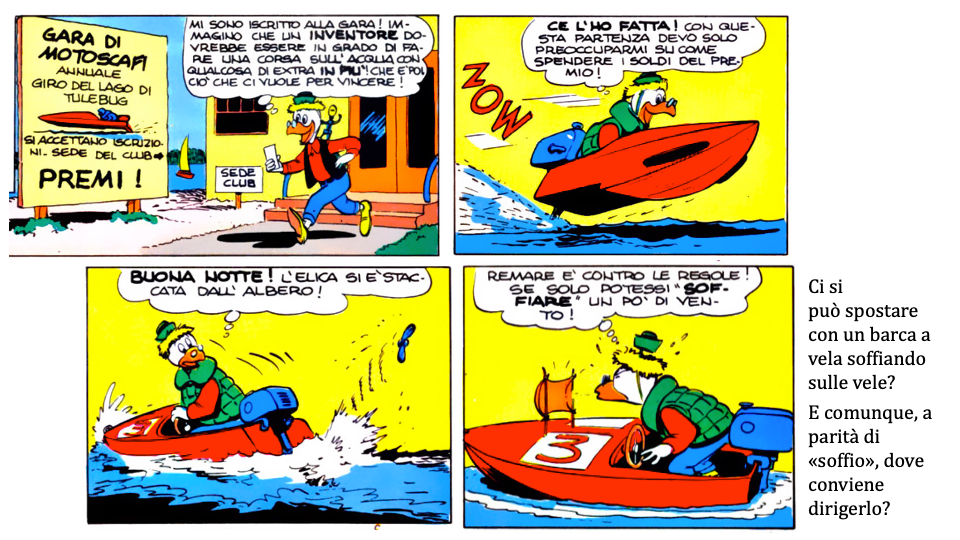 GARA DI
MOTOSCAFI
ANNUALE
GIRO DEL LAGO DI
TULEBUG
SI ACCETTANO ISCRIZIO-
NI. SEDE DEL CLUB
PREMI!
MI SONO ISCRITTO ALLA GARA! IM-
MAGINO CHE UN INVENTORE DO-
VREBBE ESSERE IN GRADO DI FA-
RE UNA CORSA SULL'ACQUA CON
QUALCOSA DI EXTRA IN PIU'! CHE E' POI
CIO' CHE CI VUOLE PER VINCERE!
SEDE
CLUB
CE L'HO FATTA! CON QUE-
STA PARTENZA DEVO SOLO
PREOCCUPARMI SU COME
SPENDERE I SOLDI DEL PRE-
MIO!
ZOW
BUONA NOTTE! L'ELICA SI E' STAC-
CATA DALL'ALBERO!
3
REMARE E' CONTRO LE REGOLE!
SE SOLO POTESSI "SOF-
FIARE" UN PO' DI VEN-
TO!
3
Ci si
può spostare
con un barca a
vela soffiando
sulle vele?
E comunque, a
parità di
«soffio», dove
conviene
dirigerlo?